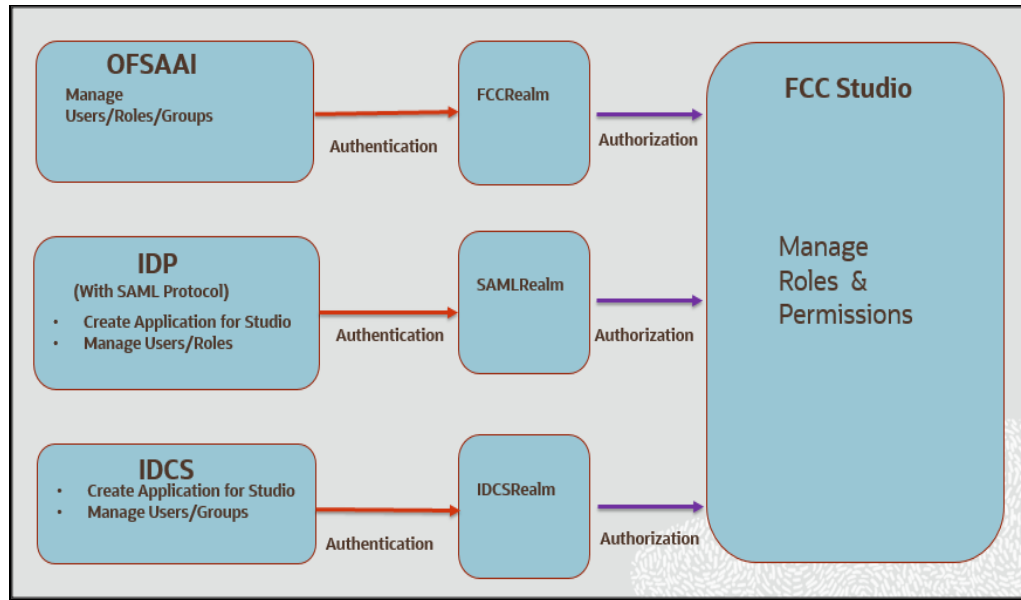 OFSAAI
Manage
Users/Roles/Groups
Authentication
FCCRealm
Authorization
FCC Studio
Manage
Roles &
Permissions
IDP
(With SAML Protocol)
• Create Application for Studio
• Manage Users/Roles
Authentication
SAMLRealm
Authorization
IDCS
• Create Application for Studio
• Manage Users/Groups
Authentication
IDCSRealm
Authorization